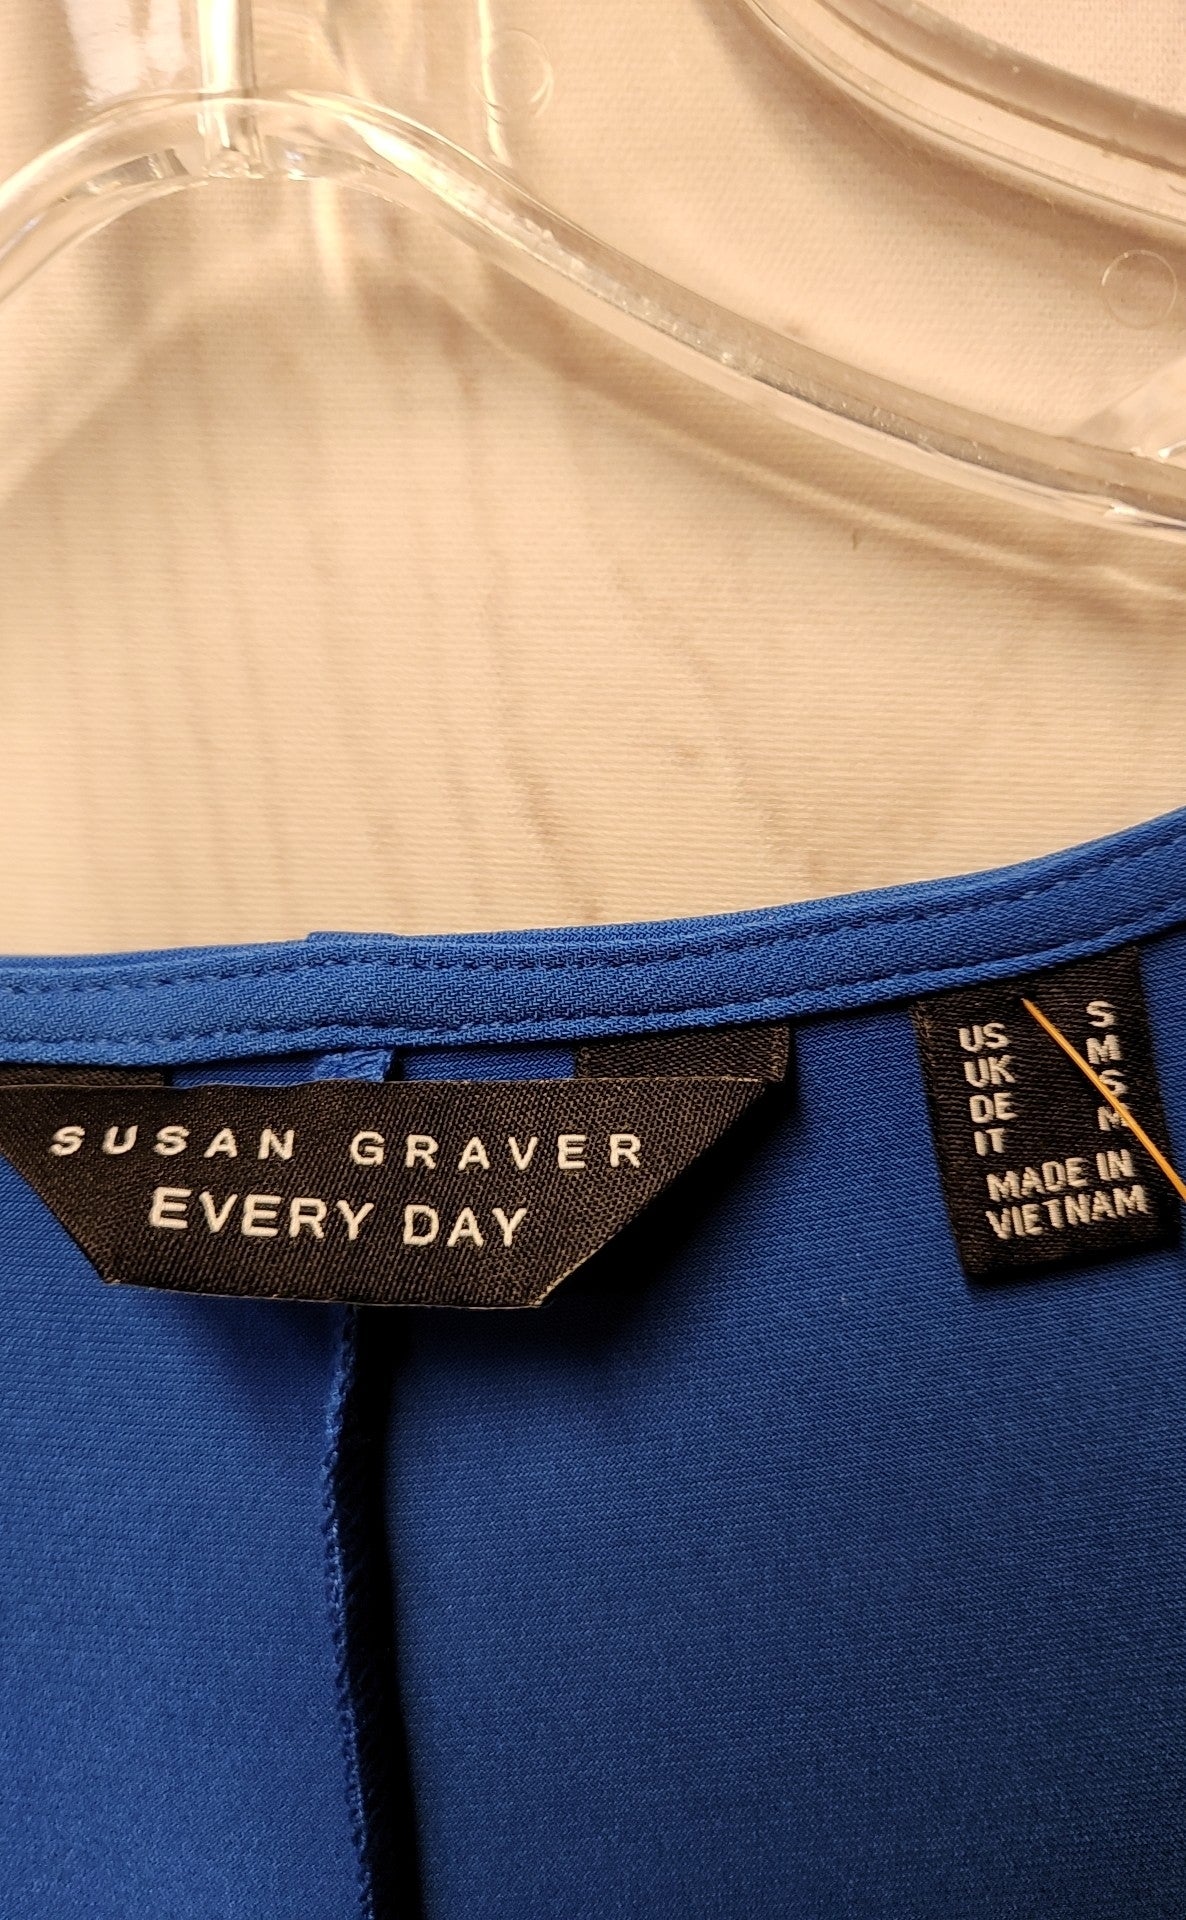 SUSAN GRAVER
EVERY DAY
US S
UK M
DE S
IT M
MADE IN
VIETNAM